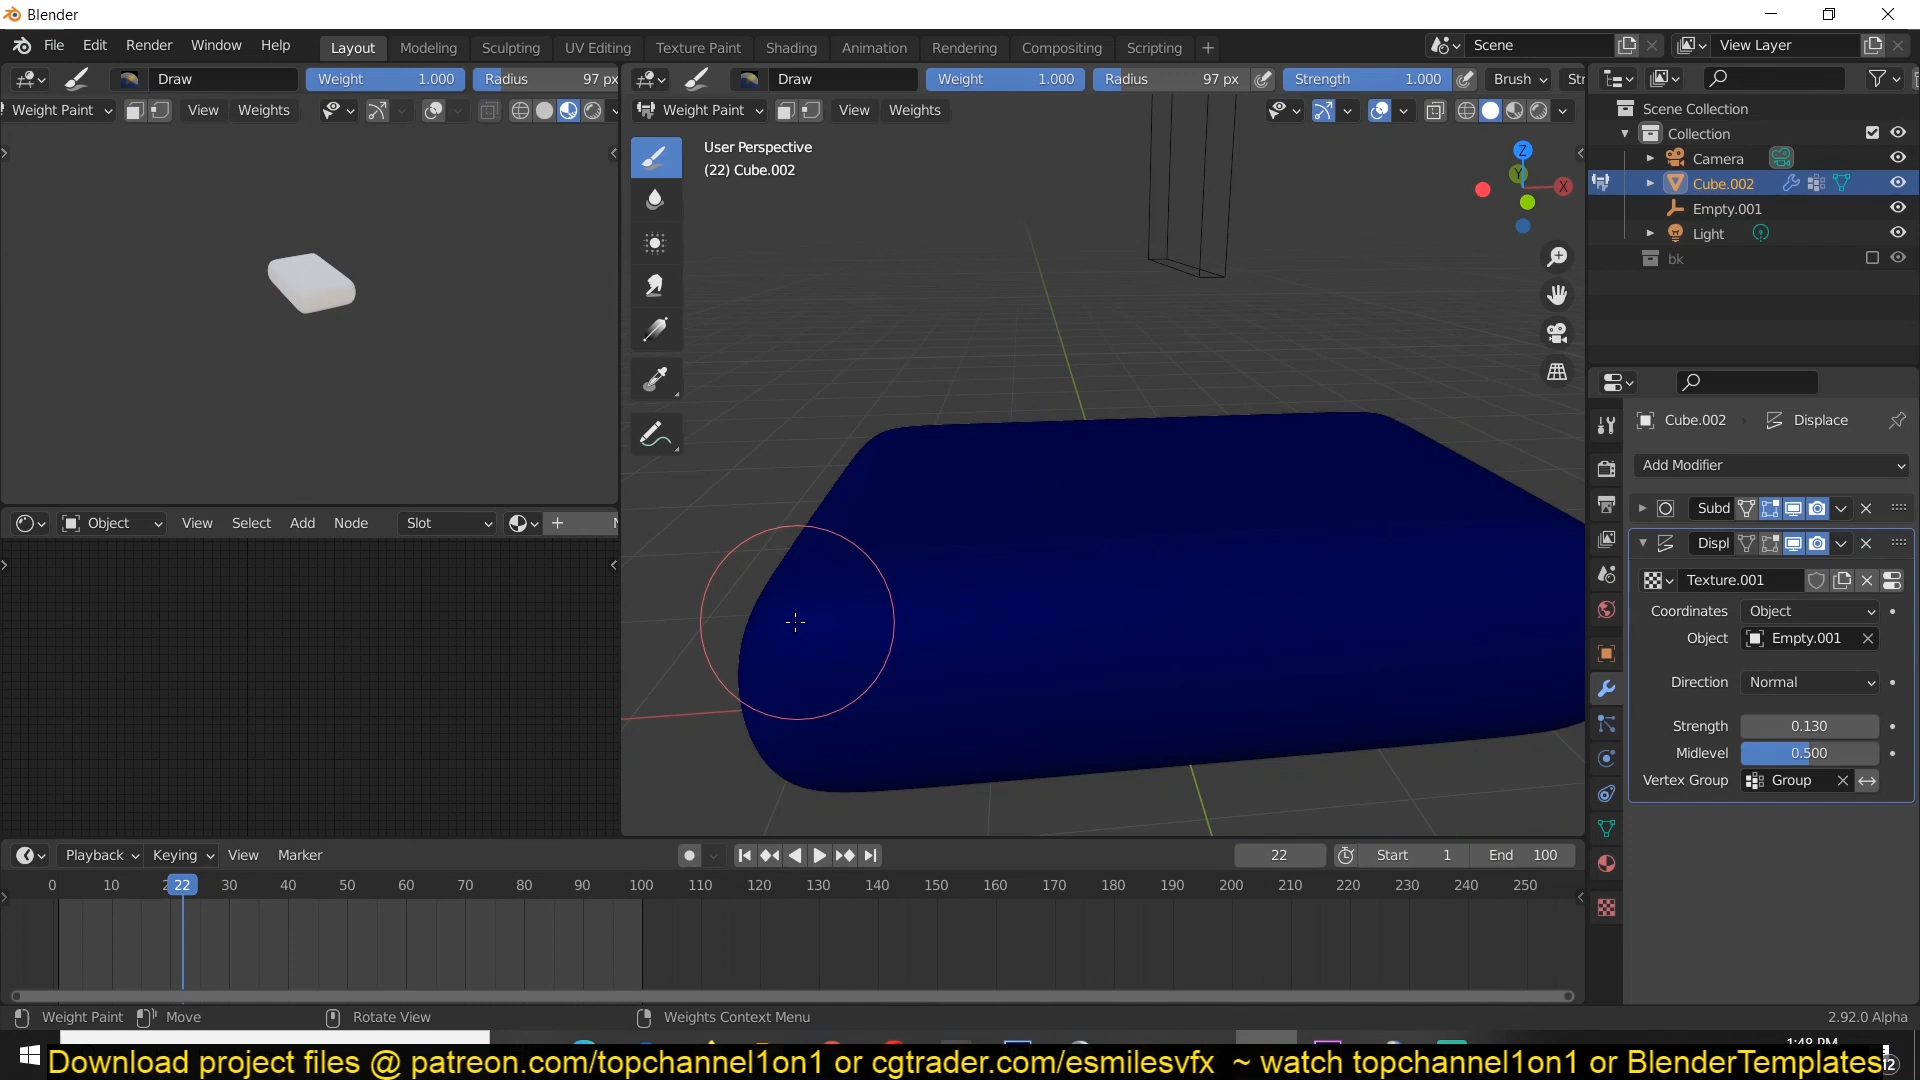 Blender
File Edit Render Window Help Layout Modeling Sculpting UV Editing Texture Paint Shading Animation Rendering Compositing Scripting + Scene View Layer
Draw Weight 1.000 Radius 97 px Draw Weight 1.000 Radius 97 px Strength 1.000 Brush Str
Weight Paint View Weights Weight Paint View Weights
User Perspective
(22) Cube.002
Z
Y
X
Scene Collection
Collection
Camera
Cube.002
Empty.001
Light
bk
Cube.002 Displace
Add Modifier
Subd
Displ
Texture.001
Coordinates Object
Object Empty.001
Direction Normal
Strength 0.130
Midlevel 0.500
Vertex Group Group
Object View Select Add Node Slot
Playback Keying View Marker 22 Start 1 End 100
0 10 22 30 40 50 60 70 80 90 100 110 120 130 140 150 160 170 180 190 200 210 220 230 240 250
Weight Paint Move Rotate View Weights Context Menu 2.92.0 Alpha
1:48 PM
Download project files @ patreon.com/topchannel1on1 or cgtrader.com/esmilesvfx ~ watch topchannel1on1 or BlenderTemplates
12